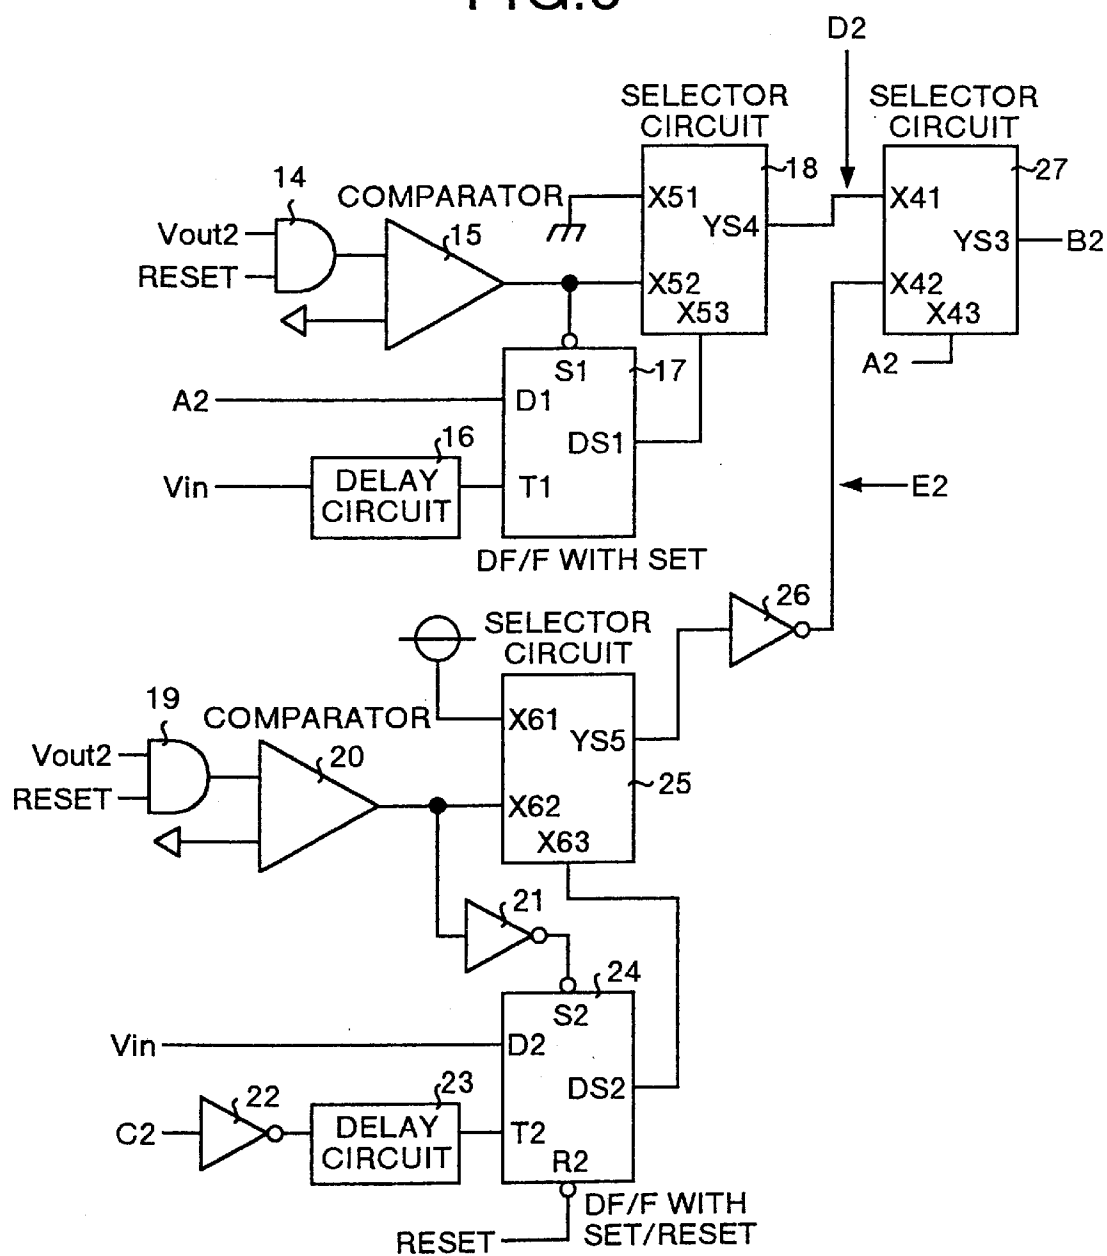 D2
SELECTOR
CIRCUIT
SELECTOR
CIRCUIT
18
27
14
COMPARATOR
X51
X41
Vout2
15
YS4
YS3
B2
RESET
X52
X42
X53
X43
A2
S1
17
A2
D1
16
DS1
Vin
DELAY
CIRCUIT
T1
E2
DF/F WITH SET
26
SELECTOR
CIRCUIT
19
COMPARATOR
X61
YS5
Vout2
20
25
RESET
X62
X63
21
24
S2
Vin
D2
23
DS2
22
C2
DELAY
CIRCUIT
T2
R2
DF/F WITH
SET/RESET
RESET